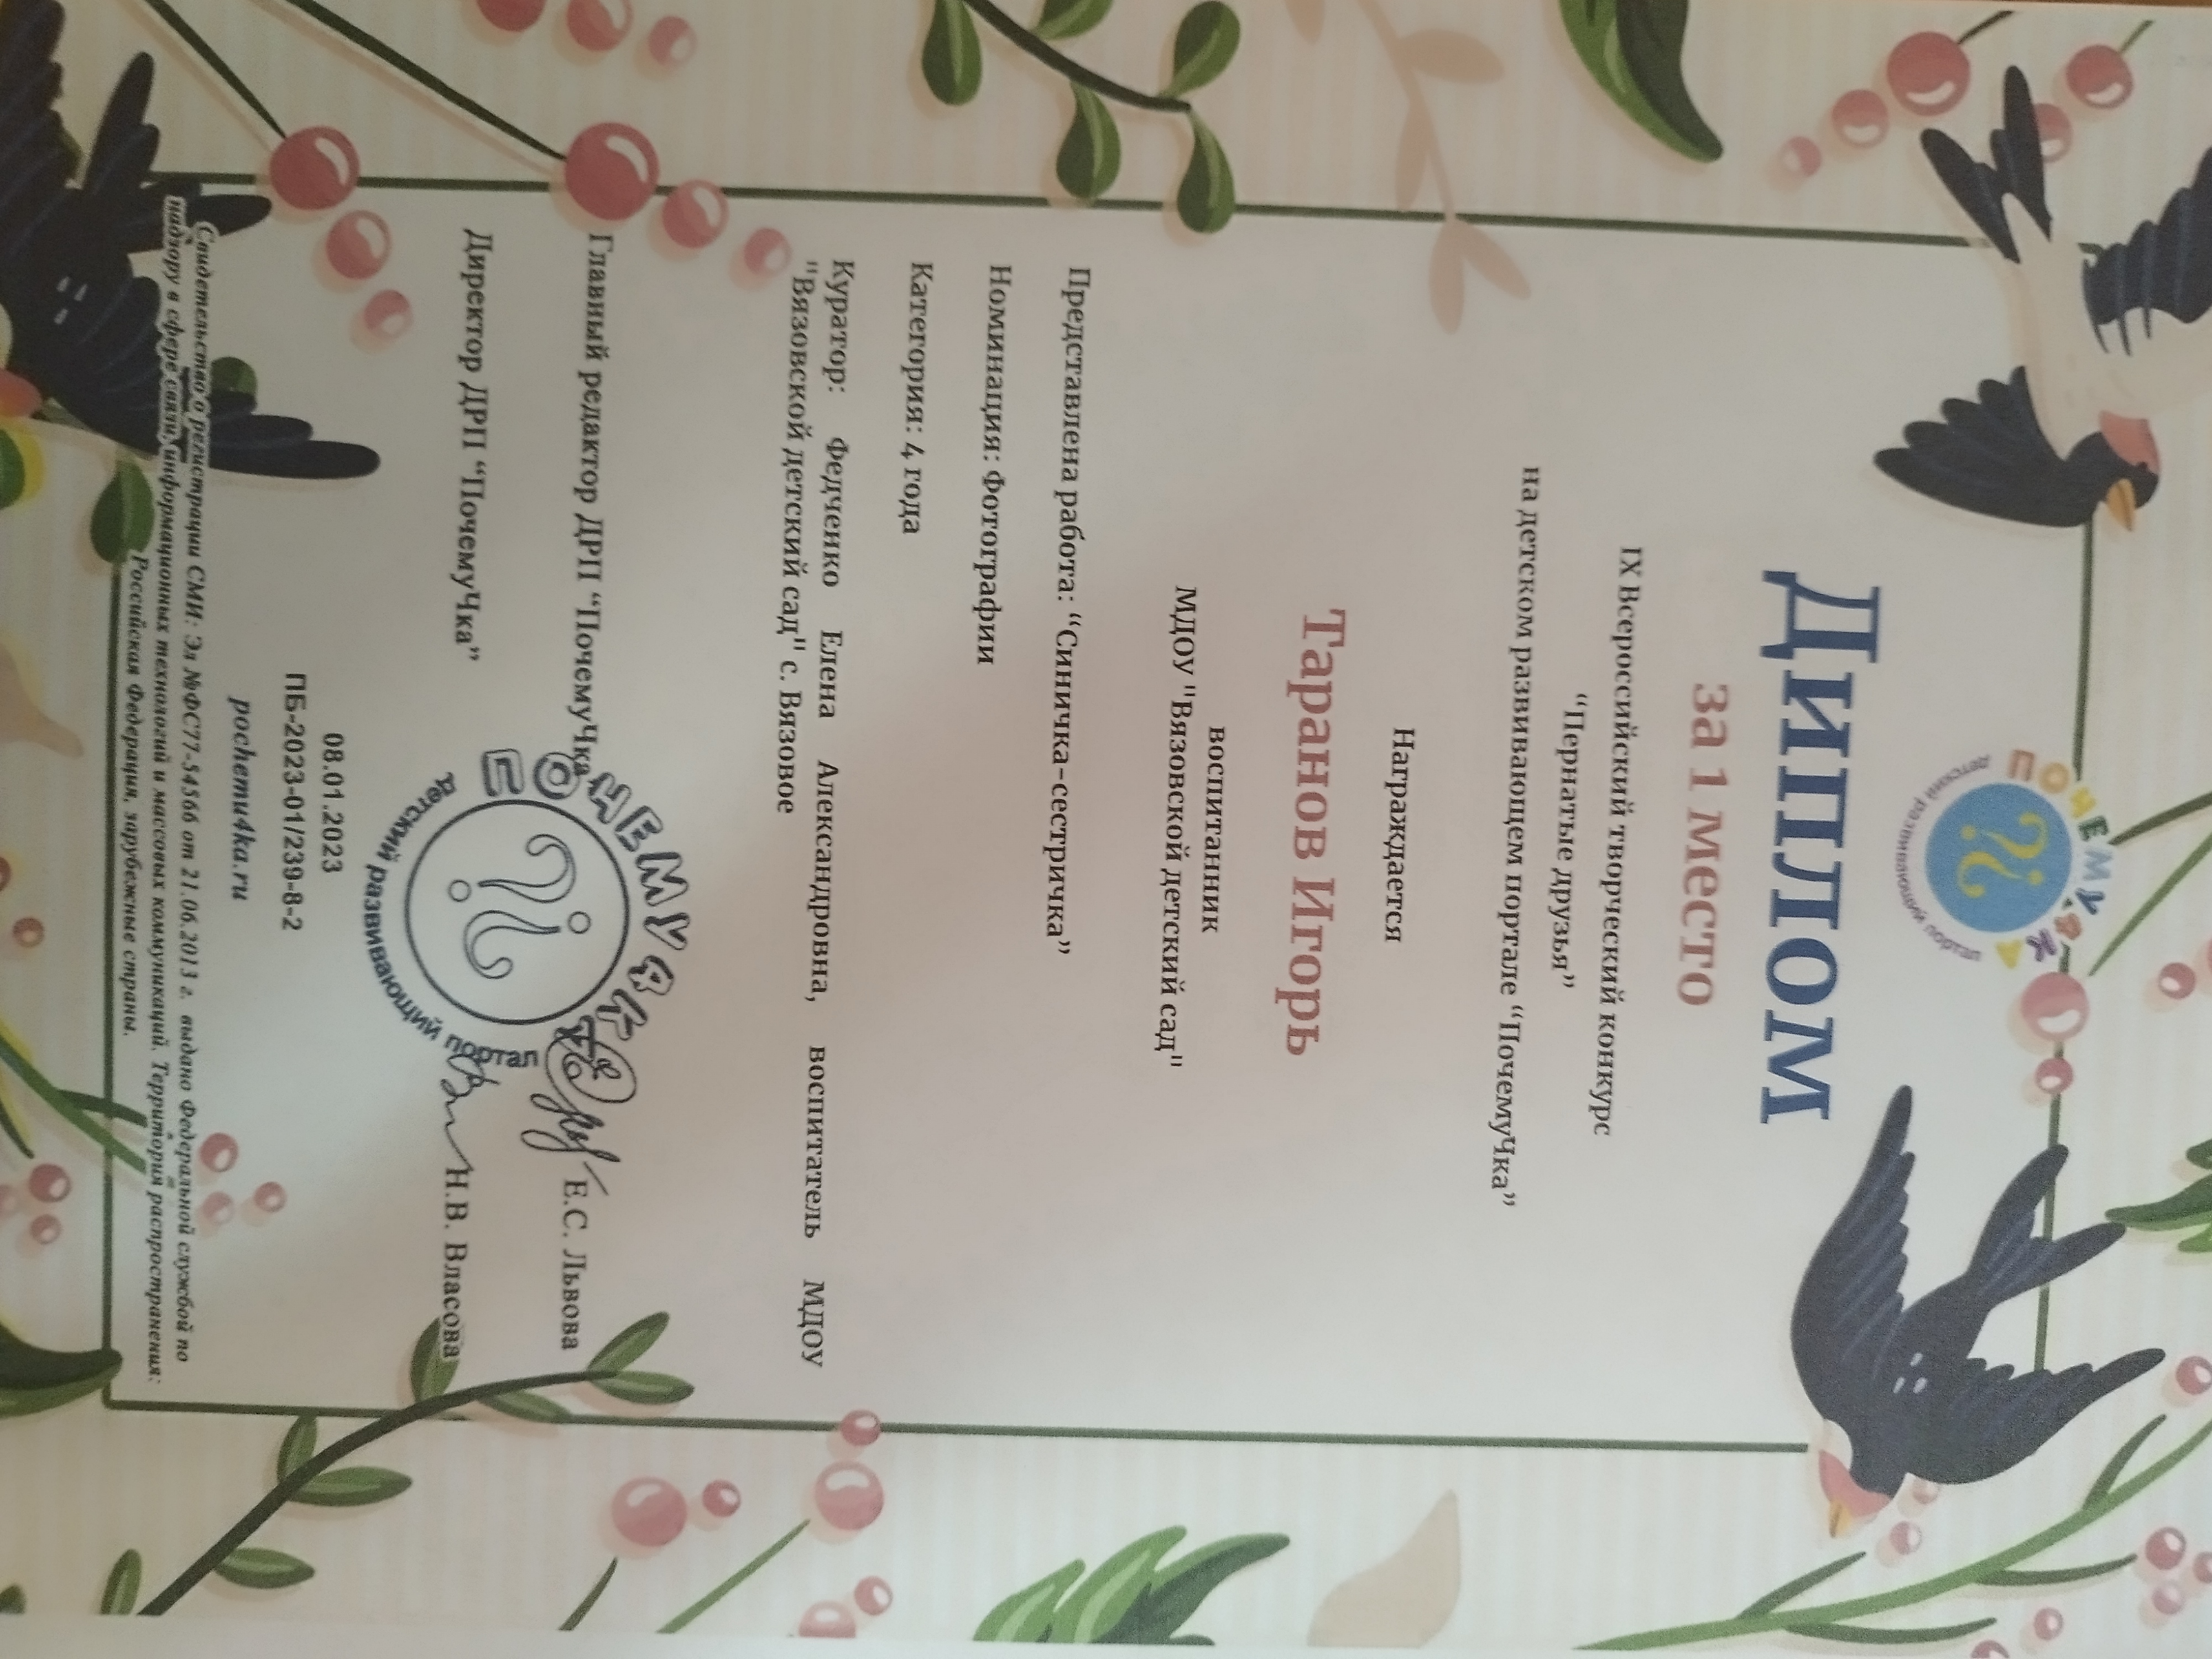 ПОЧЕМУЧКА
детский развивающий портал
Диплом
за 1 место
IX Всероссийский творческий конкурс
“Пернатые друзья”
на детском развивающем портале “ПочемуЧка”
Награждается
Таранов Игорь
воспитанник
МДОУ "Вязовской детский сад"
Представлена работа: “Синичка-сестричка”
Номинация: Фотографии
Категория: 4 года
Куратор: Федченко Елена Александровна, воспитатель МДОУ
"Вязовской детский сад" с. Вязовое
Главный редактор ДРП “ПочемуЧка” Е.С. Львова
ПОЧЕМУЧКА
детский развивающий портал
Директор ДРП “ПочемуЧка” Н.В. Власова
08.01.2023
ПБ-2023-01/239-8-2
pochemu4ka.ru
Свидетельство о регистрации СМИ: Эл №ФС77-54566 от 21.06.2013 г. выдано Федеральной службой по
надзору в сфере связи, информационных технологий и массовых коммуникаций. Территория распространения:
Российская Федерация, зарубежные страны.